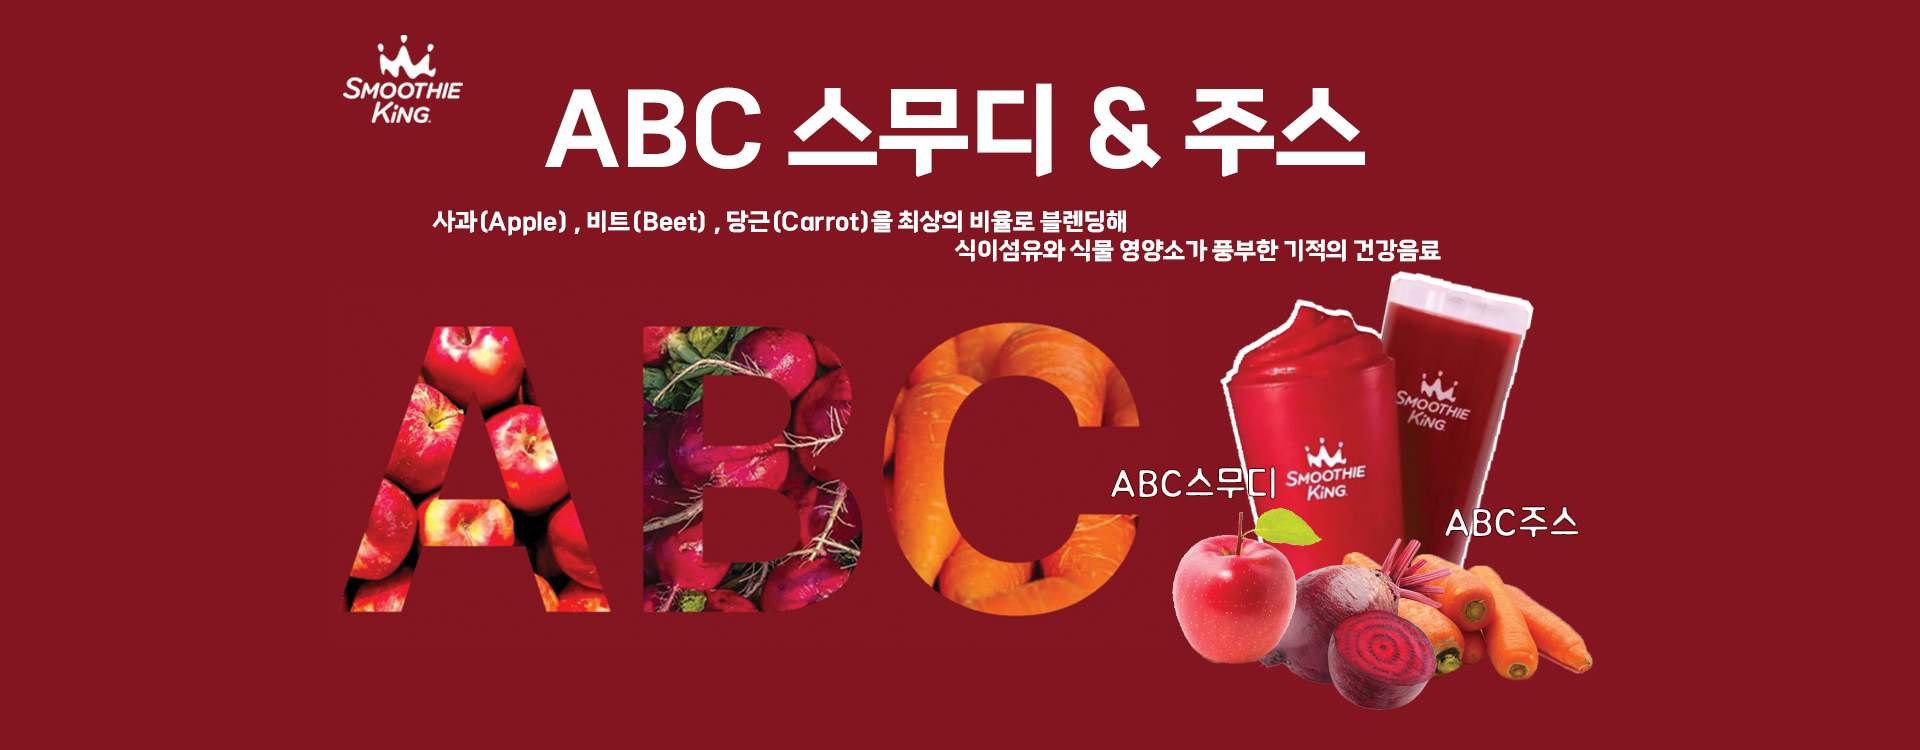 SMOOTHIE
KiNG.
ABC 스무디 & 주스
사과(Apple) , 비트(Beet) , 당근(Carrot)을 최상의 비율로 블렌딩해
식이섬유와 식물 영양소가 풍부한 기적의 건강음료
ABC
SMOOTHIE
KiNG.
ABC스무디
SMOOTHIE
KiNG.
ABC주스